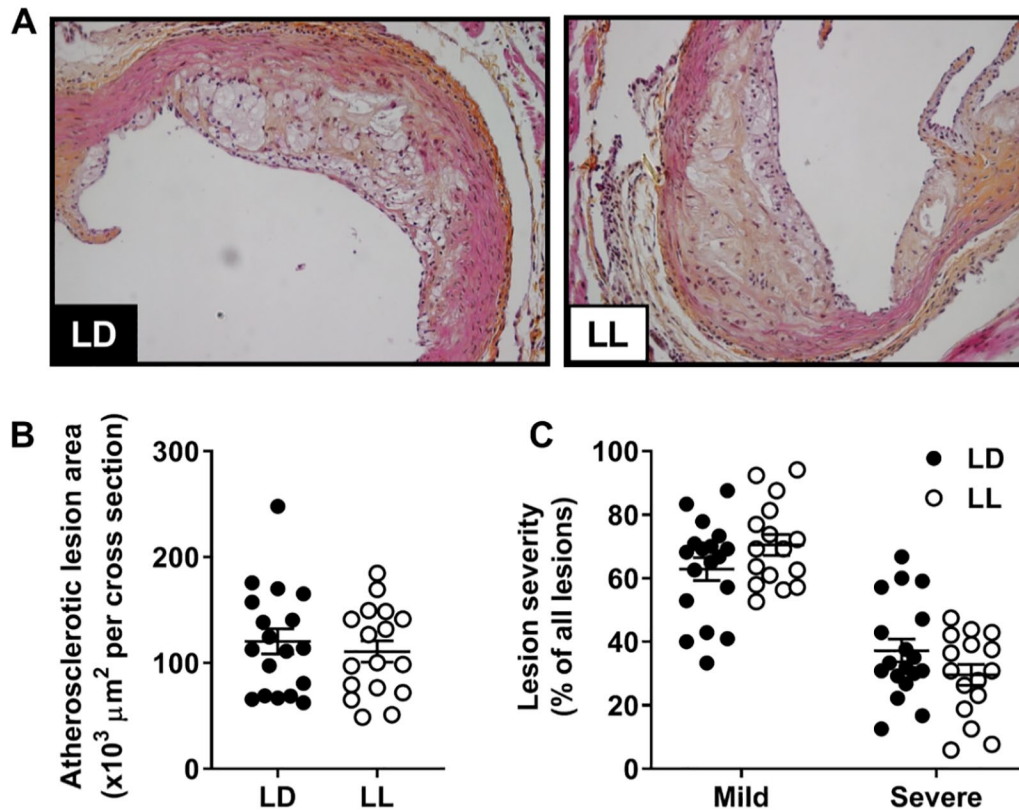 A
LD
LL
B
Atherosclerotic lesion area
(x10³ μm² per cross section)
300
200
100
0
LD
LL
C
Lesion severity
(% of all lesions)
100
80
60
40
20
0
LD
LL
Mild
Severe